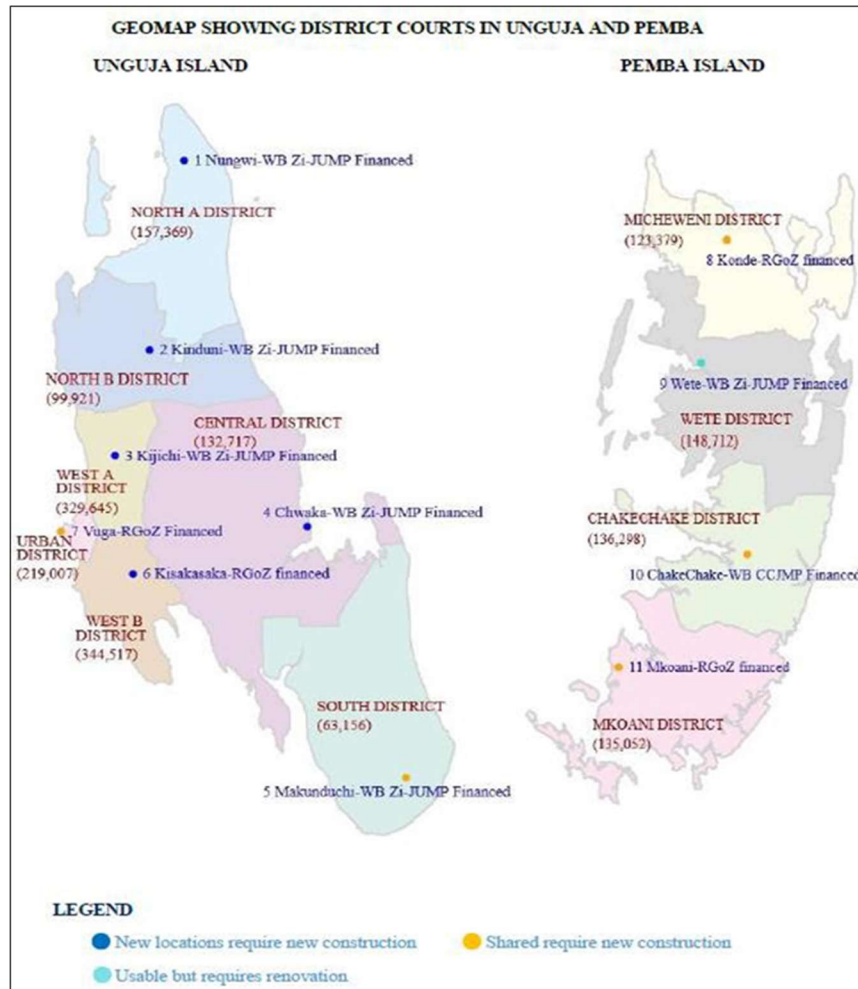 GEOMAP SHOWING DISTRICT COURTS IN UNGUJA AND PEMBA
UNGUJA ISLAND
PEMBA ISLAND
1 Nungwi-WB Zi-JUMP Financed
NORTH A DISTRICT
(157,369)
2 Kinduni-WB Zi-JUMP Financed
NORTH B DISTRICT
(99,921)
CENTRAL DISTRICT
(132,717)
3 Kijichi-WB Zi-JUMP Financed
WEST A
DISTRICT
(329,645)
4 Chwaka-WB Zi-JUMP Financed
7 Vuga-RGoZ Financed
URBAN
DISTRICT
(219,007)
6 Kisakasaka-RGoZ financed
WEST B
DISTRICT
(344,517)
SOUTH DISTRICT
(63,156)
5 Makunduchi-WB Zi-JUMP Financed
MICHEWENI DISTRICT
(123,379)
8 Konde-RGoZ financed
9 Wete-WB Zi-JUMP Financed
WETE DISTRICT
(148,712)
CHAKECHAKE DISTRICT
(136,298)
10 ChakeChake-WB CCJMP Financed
11 Mkoani-RGoZ financed
MKOANI DISTRICT
(135,052)
LEGEND
New locations require new construction
Shared require new construction
Usable but requires renovation